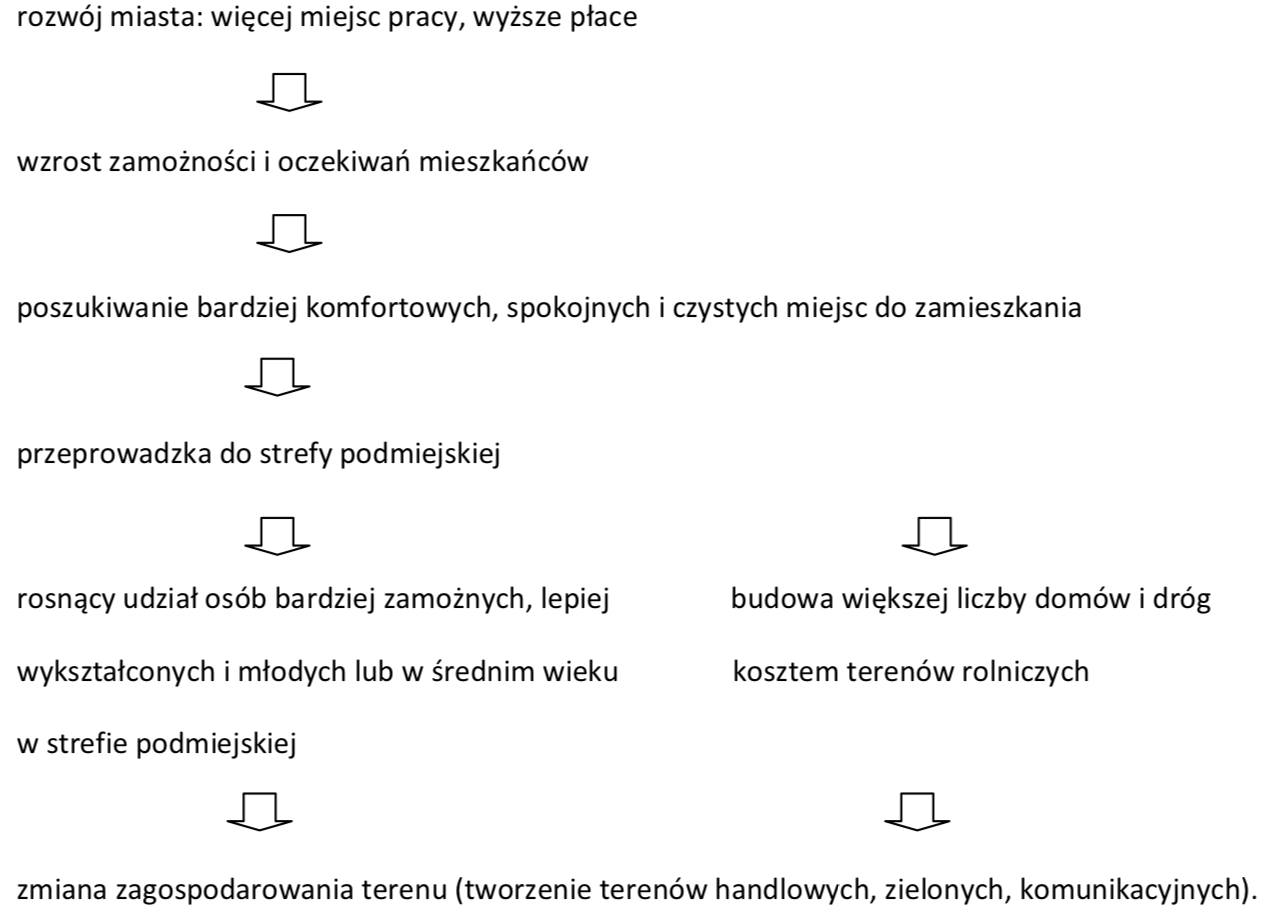 rozwój miasta: więcej miejsc pracy, wyższe płace
wzrost zamożności i oczekiwań mieszkańców
poszukiwanie bardziej komfortowych, spokojnych i czystych miejsc do zamieszkania
przeprowadzka do strefy podmiejskiej
rosnący udział osób bardziej zamożnych, lepiej
wykształconych i młodych lub w średnim wieku
w strefie podmiejskiej
budowa większej liczby domów i dróg
kosztem terenów rolniczych
zmiana zagospodarowania terenu (tworzenie terenów handlowych, zielonych, komunikacyjnych).